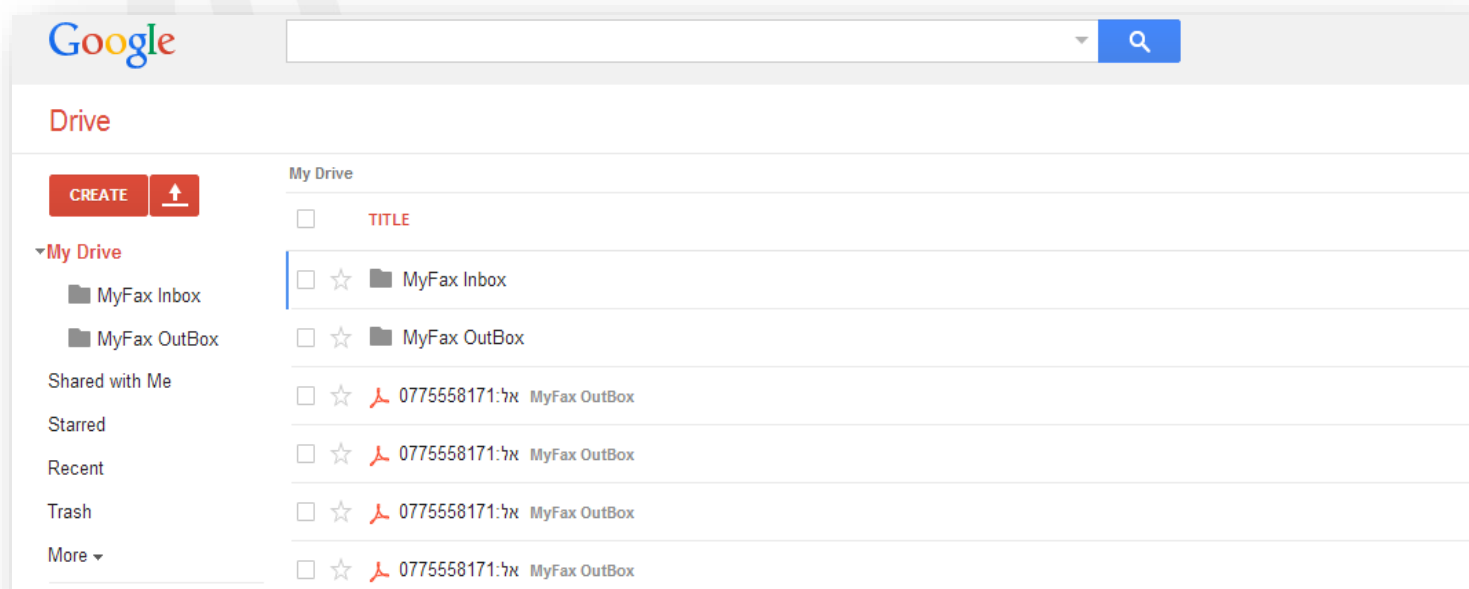 Google
Drive
CREATE
My Drive
MyFax Inbox
MyFax OutBox
Shared with Me
Starred
Recent
Trash
More
My Drive
TITLE
MyFax Inbox
MyFax OutBox
אל:0775558171 MyFax OutBox
אל:0775558171 MyFax OutBox
אל:0775558171 MyFax OutBox
אל:0775558171 MyFax OutBox